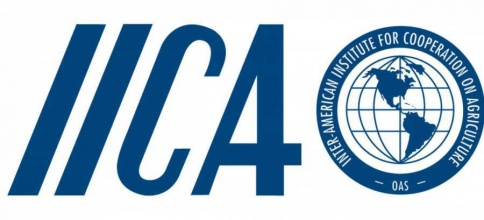 IICA
INTER-AMERICAN INSTITUTE FOR COOPERATION ON AGRICULTURE
- OAS -